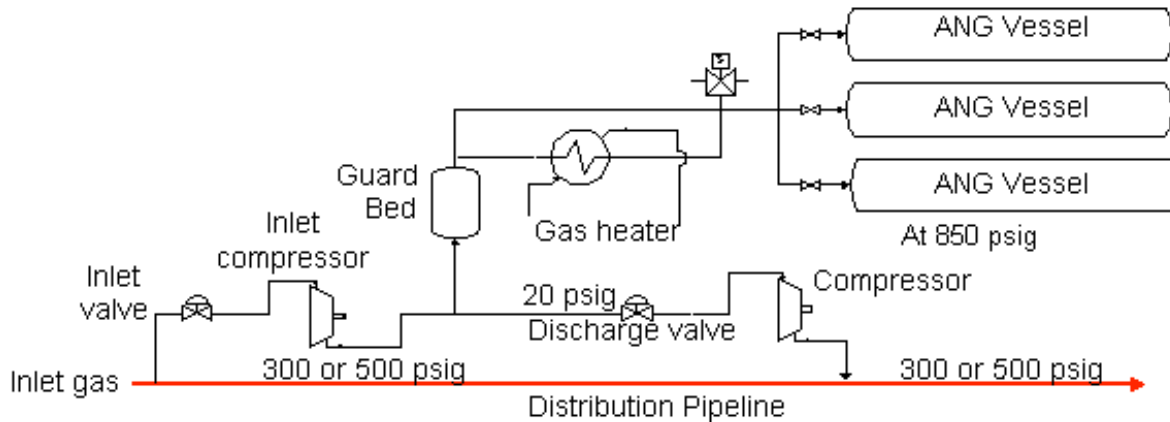 ANG Vessel
ANG Vessel
ANG Vessel
At 850 psig
Guard
Bed
Gas heater
Inlet
compressor
Inlet
valve
20 psig
Discharge valve
Compressor
Inlet gas
300 or 500 psig
300 or 500 psig
Distribution Pipeline